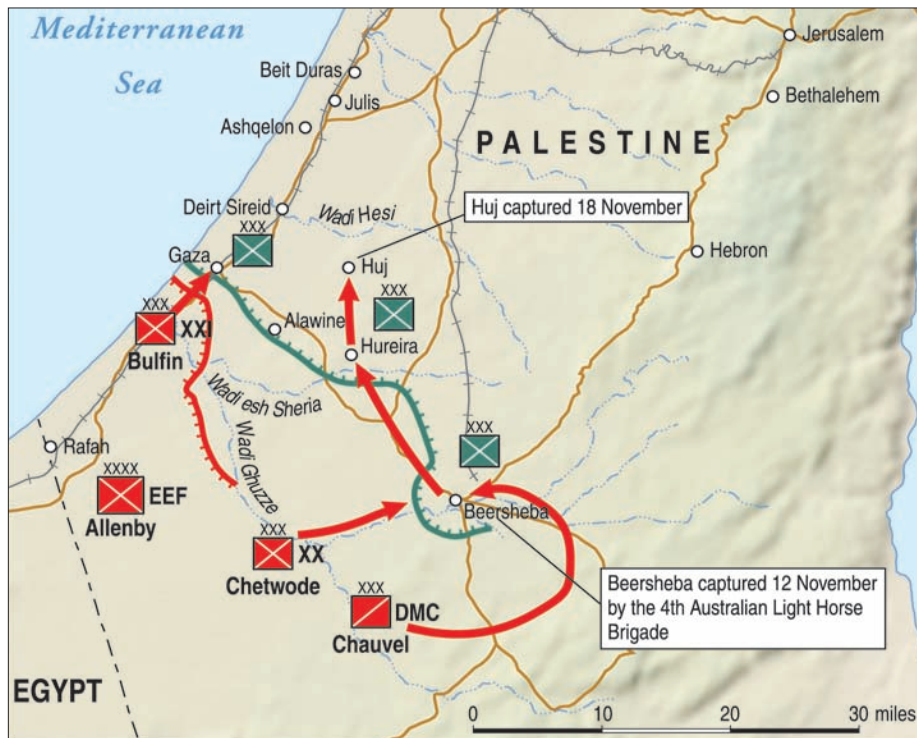 Mediterranean
Sea
Jerusalem
Beit Duras
Julis
Bethalehem
Ashqelon
PALESTINE
Deirt Sireid
Wadi Hesi
Huj captured 18 November
XXX
Gaza
Huj
Hebron
XXX
XXX
XXI
Bulfin
Alawine
Hureira
Wadi esh Sheria
Wadi Ghuzze
XXX
Rafah
XXXX
EEF
Allenby
Beersheba
XXX
XX
Chetwode
XXX
DMC
Chauvel
Beersheba captured 12 November
by the 4th Australian Light Horse
Brigade
EGYPT
0 10 20 30 miles